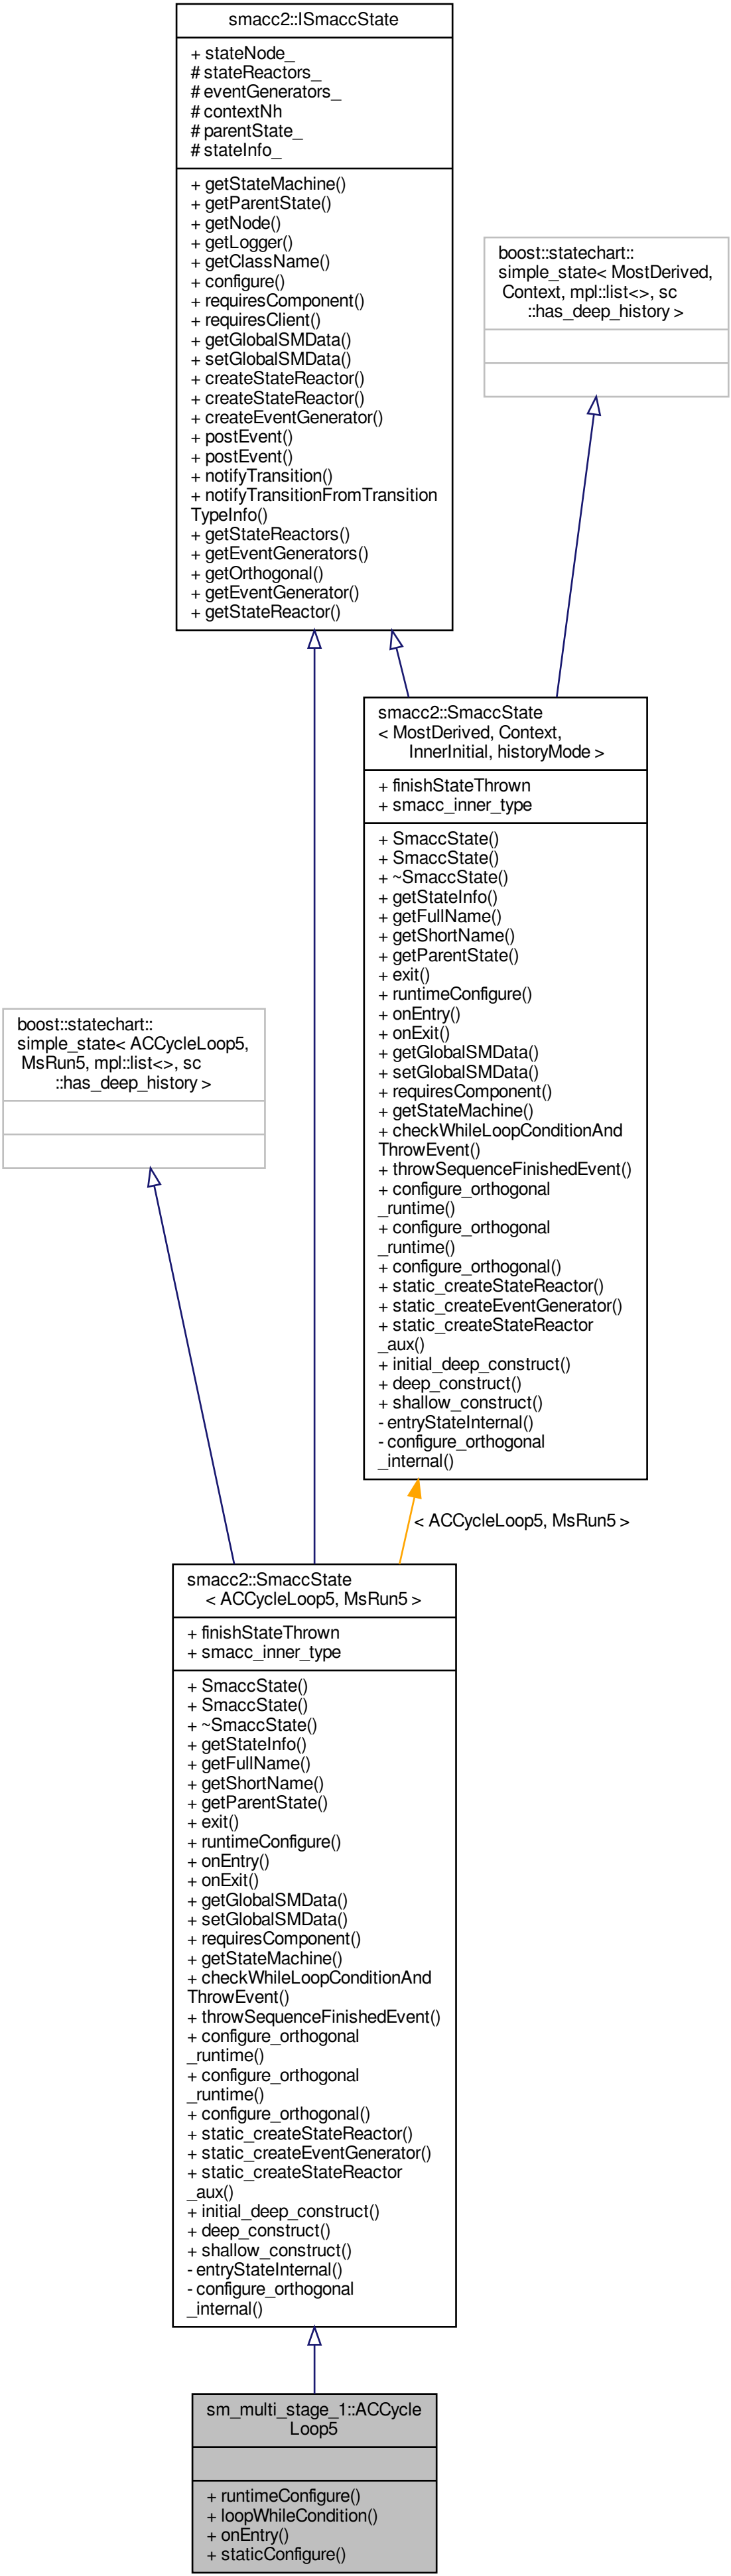 smacc2::ISmaccState
+ stateNode_
# stateReactors_
# eventGenerators_
# contextNh
# parentState_
# stateInfo_
+ getStateMachine()
+ getParentState()
+ getNode()
+ getLogger()
+ getClassName()
+ configure()
+ requiresComponent()
+ requiresClient()
+ getGlobalSMData()
+ setGlobalSMData()
+ createStateReactor()
+ createStateReactor()
+ createEventGenerator()
+ postEvent()
+ postEvent()
+ notifyTransition()
+ notifyTransitionFromTransition
TypeInfo()
+ getStateReactors()
+ getEventGenerators()
+ getOrthogonal()
+ getEventGenerator()
+ getStateReactor()
boost::statechart::
simple_state< MostDerived,
Context, mpl::list<>, sc
::has_deep_history >
smacc2::SmaccState
< MostDerived, Context,
InnerInitial, historyMode >
+ finishStateThrown
+ smacc_inner_type
+ SmaccState()
+ SmaccState()
+ ~SmaccState()
+ getStateInfo()
+ getFullName()
+ getShortName()
+ getParentState()
+ exit()
+ runtimeConfigure()
+ onEntry()
+ onExit()
+ getGlobalSMData()
+ setGlobalSMData()
+ requiresComponent()
+ getStateMachine()
+ checkWhileLoopConditionAnd
ThrowEvent()
+ throwSequenceFinishedEvent()
+ configure_orthogonal
_runtime()
+ configure_orthogonal
_runtime()
+ configure_orthogonal()
+ static_createStateReactor()
+ static_createEventGenerator()
+ static_createStateReactor
_aux()
+ initial_deep_construct()
+ deep_construct()
+ shallow_construct()
- entryStateInternal()
- configure_orthogonal
_internal()
boost::statechart::
simple_state< ACCycleLoop5,
MsRun5, mpl::list<>, sc
::has_deep_history >
< ACCycleLoop5, MsRun5 >
smacc2::SmaccState
< ACCycleLoop5, MsRun5 >
+ finishStateThrown
+ smacc_inner_type
+ SmaccState()
+ SmaccState()
+ ~SmaccState()
+ getStateInfo()
+ getFullName()
+ getShortName()
+ getParentState()
+ exit()
+ runtimeConfigure()
+ onEntry()
+ onExit()
+ getGlobalSMData()
+ setGlobalSMData()
+ requiresComponent()
+ getStateMachine()
+ checkWhileLoopConditionAnd
ThrowEvent()
+ throwSequenceFinishedEvent()
+ configure_orthogonal
_runtime()
+ configure_orthogonal
_runtime()
+ configure_orthogonal()
+ static_createStateReactor()
+ static_createEventGenerator()
+ static_createStateReactor
_aux()
+ initial_deep_construct()
+ deep_construct()
+ shallow_construct()
- entryStateInternal()
- configure_orthogonal
_internal()
sm_multi_stage_1::ACCycle
Loop5
+ runtimeConfigure()
+ loopWhileCondition()
+ onEntry()
+ staticConfigure()